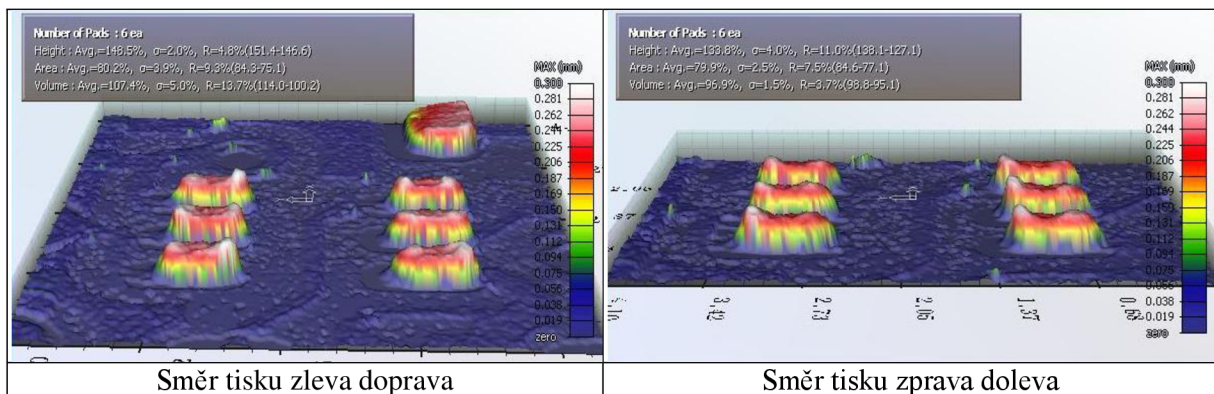 Number of Pads : 6 ea
Height : Avg.=148.5%, σ=2.0%, R=4.8%(151.4-146.6)
Area : Avg.=80.2%, σ=3.9%, R=9.3%(84.3-75.1)
Volume : Avg.=107.4%, σ=5.0%, R=13.7%(114.0-100.2)
MAX (mm)
0.300
0.281
0.262
0.244
0.225
0.206
0.187
0.169
0.150
0.131
0.112
0.094
0.075
0.056
0.038
0.019
zero
Směr tisku zleva doprava
Number of Pads : 6 ea
Height : Avg.=133.8%, σ=4.0%, R=11.0%(138.1-127.1)
Area : Avg.=79.9%, σ=2.5%, R=7.5%(84.6-77.1)
Volume : Avg.=96.9%, σ=1.5%, R=3.7%(98.8-95.1)
MAX (mm)
0.300
0.281
0.262
0.244
0.225
0.206
0.187
0.169
0.150
0.131
0.112
0.094
0.075
0.056
0.038
0.019
zero
3.42
2.73
2.05
1.37
Směr tisku zprava doleva